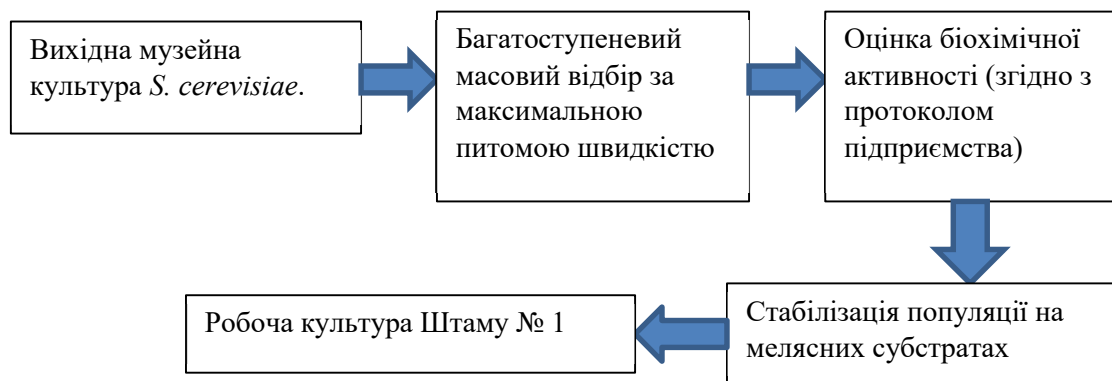 Вихідна музейна
культура S. cerevisiae.
Багатоступеневий
масовий відбір за
максимальною
питомою швидкістю
Оцінка біохімічної
активності (згідно з
протоколом
підприємства)
Стабілізація популяції на
мелясних субстратах
Робоча культура Штаму № 1